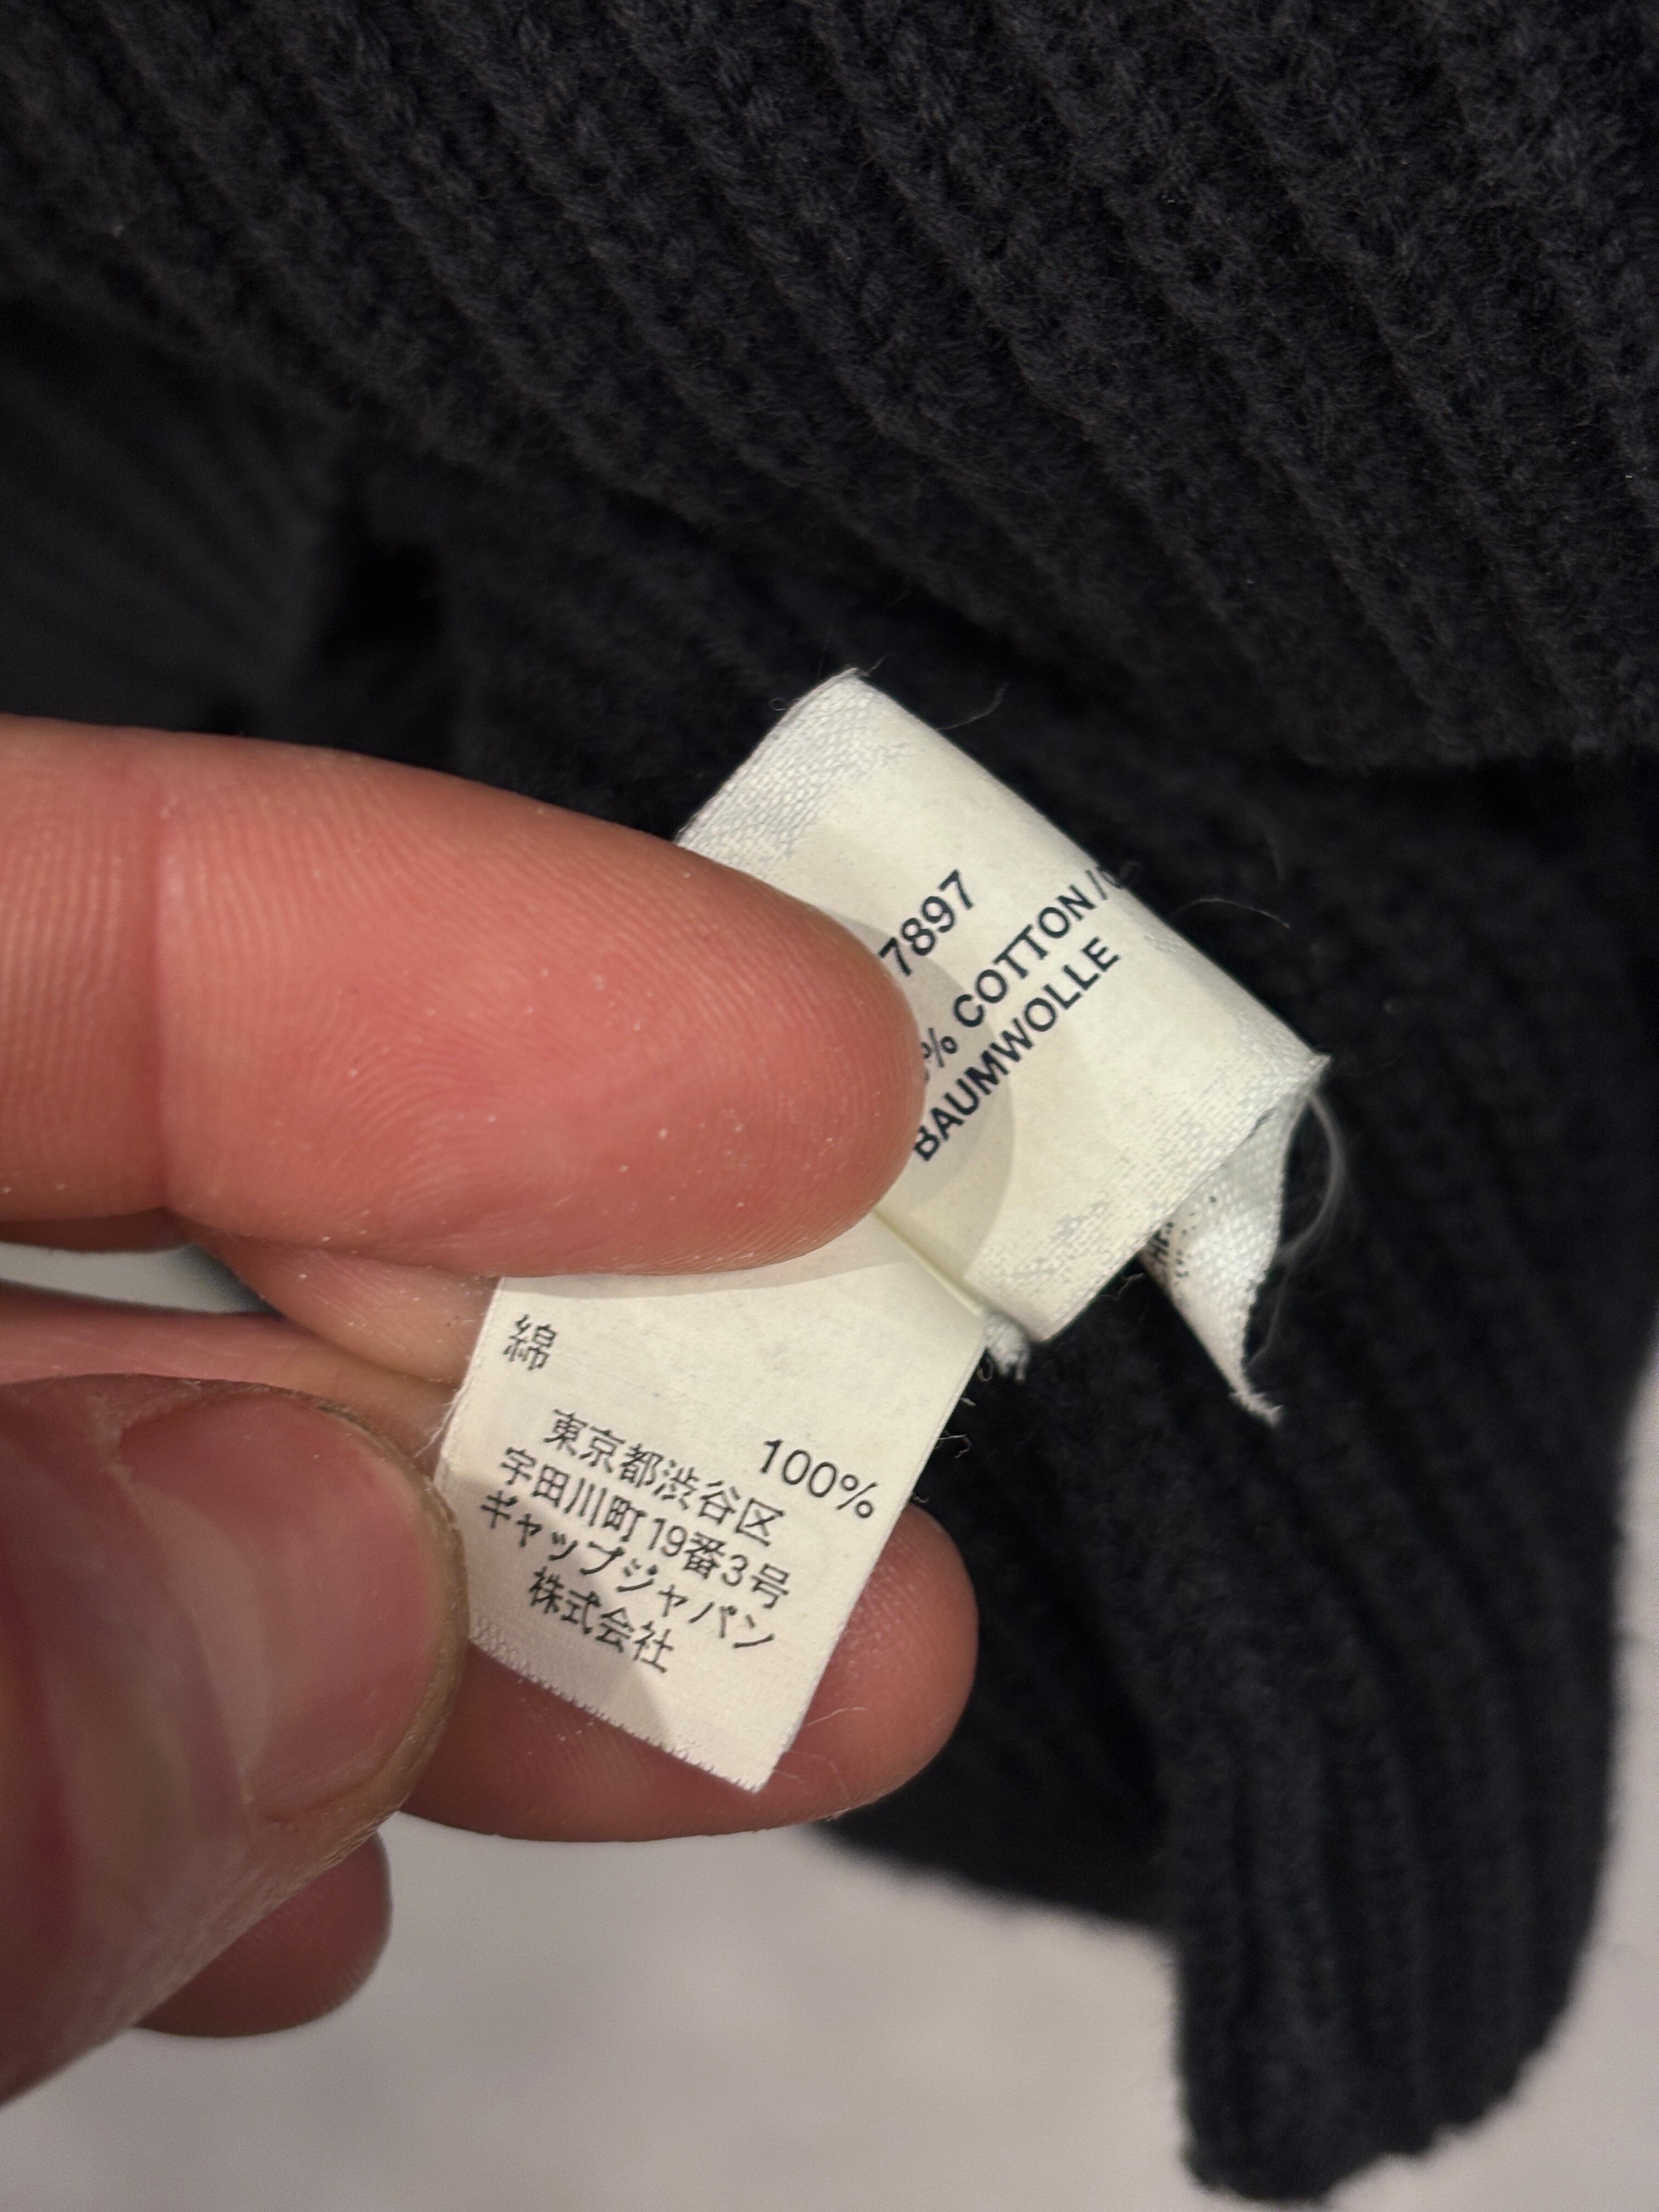 7897
% COTTON /
BAUMWOLLE
綿
100%
東京都渋谷区
宇田川町19番3号
ギャップジャパン
株式会社